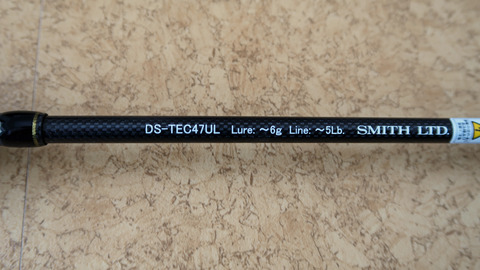 DS-TEC47UL Lure: ～6g Line: ～5Lb. SMITH LTD.